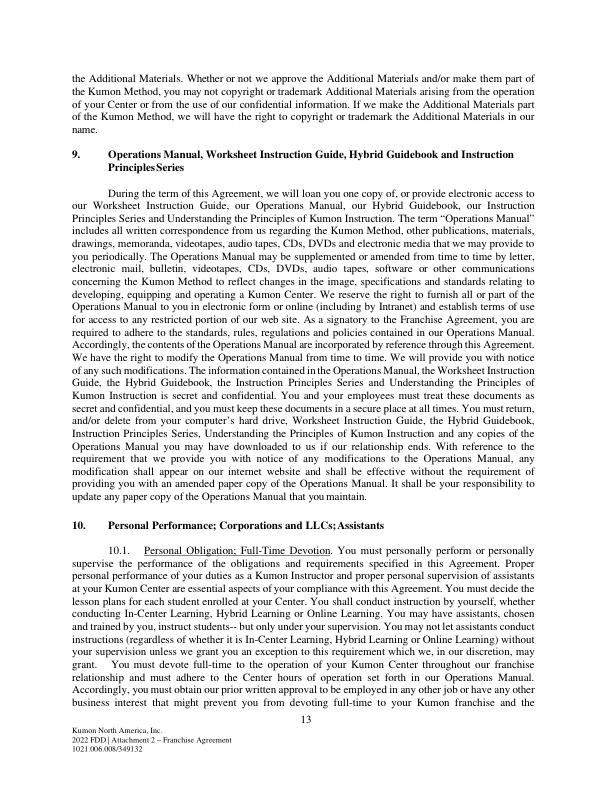 the Additional Materials. Whether or not we approve the Additional Materials and/or make them part
of the Kumon Method, you may not copyright or trademark Additional Materials arising from the operation
of your Center or from the use of our confidential information. If we make the Additional Materials part
of the Kumon Method, we will have the right to copyright or trademark the Additional Materials in our
name.
9. Operations Manual, Worksheet Instruction Guide, Hybrid Guidebook and Instruction
PrinciplesSeries
During the term of this Agreement, we will loan you one copy of, or provide electronic access to
our Worksheet Instruction Guide, our Operations Manual, our Hybrid Guidebook, our Instruction
Principles Series and Understanding the Principles of Kumon Instruction. The term “Operations Manual”
includes all written correspondence from us regarding the Kumon Method, other publications, materials,
drawings, memoranda, videotapes, audio tapes, CDs, DVDs and electronic media that we may provide to
you periodically. The Operations Manual may be supplemented or amended from time to time by letter,
electronic mail, bulletin, videotapes, CDs, DVDs, audio tapes, software or other communications
concerning the Kumon Method to reflect changes in the image, specifications and standards relating to
developing, equipping and operating a Kumon Center. We reserve the right to furnish all or part of the
Operations Manual to you in electronic form or online (including by Intranet) and establish terms of use
for access to any restricted portion of our web site. As a signatory to the Franchise Agreement, you are
required to adhere to the standards, rules, regulations and policies contained in our Operations Manual.
Accordingly, the contents of the Operations Manual are incorporated by reference through this Agreement.
We have the right to modify the Operations Manual from time to time. We will provide you with notice
of any such modifications. The information contained in the Operations Manual, the Worksheet Instruction
Guide, the Hybrid Guidebook, the Instruction Principles Series and Understanding the Principles of
Kumon Instruction is secret and confidential. You and your employees must treat these documents as
secret and confidential, and you must keep these documents in a secure place at all times. You must return,
and/or delete from your computer’s hard drive, Worksheet Instruction Guide, the Hybrid Guidebook,
Instruction Principles Series, Understanding the Principles of Kumon Instruction and any copies of the
Operations Manual you may have downloaded to us if our relationship ends. With reference to the
requirement that we provide you with notice of any modifications to the Operations Manual, any
modification shall appear on our internet website and shall be effective without the requirement of
providing you with an amended paper copy of the Operations Manual. It shall be your responsibility to
update any paper copy of the Operations Manual that you maintain.
10. Personal Performance; Corporations and LLCs; Assistants
10.1. Personal Obligation; Full-Time Devotion. You must personally perform or personally
supervise the performance of the obligations and requirements specified in this Agreement. Proper
personal performance of your duties as a Kumon Instructor and proper personal supervision of assistants
at your Kumon Center are essential aspects of your compliance with this Agreement. You must decide the
lesson plans for each student enrolled at your Center. You shall conduct instruction by yourself, whether
conducting In-Center Learning, Hybrid Learning or Online Learning. You may have assistants, chosen
and trained by you, instruct students-- but only under your supervision. You may not let assistants conduct
instructions (regardless of whether it is In-Center Learning, Hybrid Learning or Online Learning) without
your supervision unless we grant you an exception to this requirement which we, in our discretion, may
grant. You must devote full-time to the operation of your Kumon Center throughout our franchise
relationship and must adhere to the Center hours of operation set forth in our Operations Manual.
Accordingly, you must obtain our prior written approval to be employed in any other job or have any other
business interest that might prevent you from devoting full-time to your Kumon franchise and the
13
Kumon North America, Inc.
2022 FDD | Attachment 2 – Franchise Agreement
1021.006.008/349132